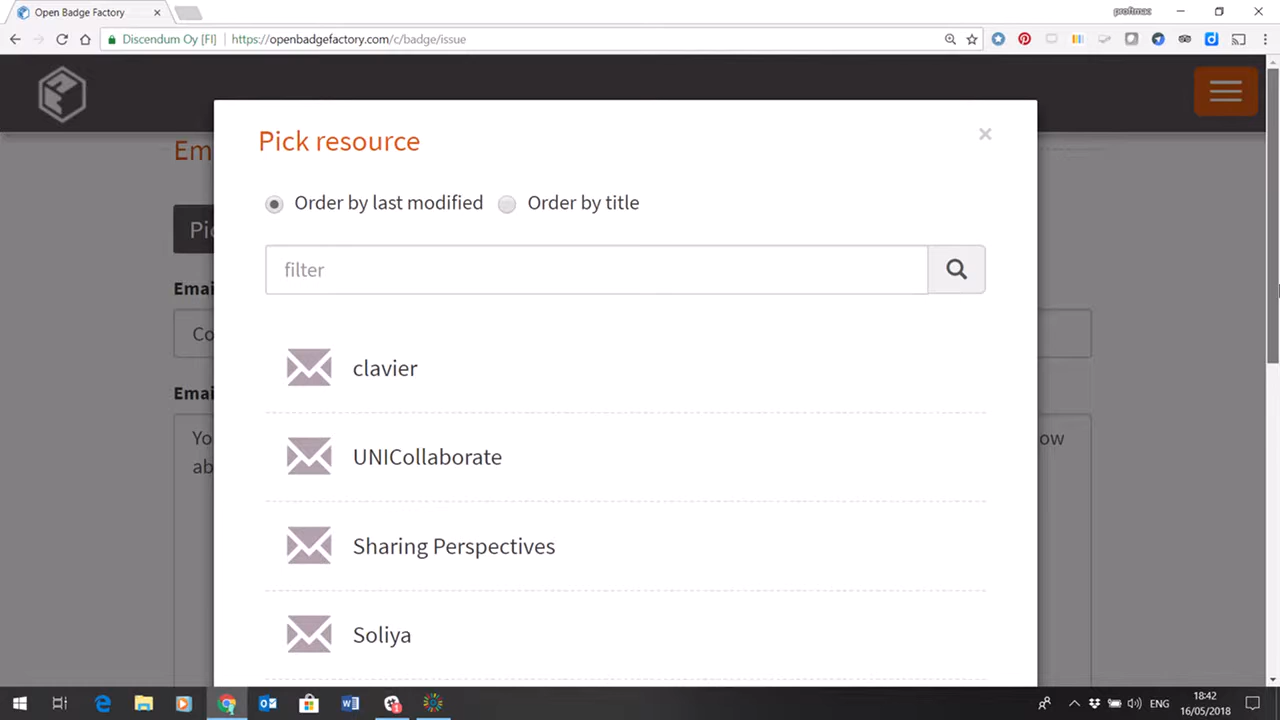 Open Badge Factory
proftmac
Discendum Oy [FI]
https://openbadgefactory.com/c/badge/issue
Em
Pick resource
Order by last modified
Order by title
Pi
filter
Emai
Co
clavier
Emai
Yo
ow
UNICollaborate
ab
Sharing Perspectives
Soliya
ENG
18:42
16/05/2018